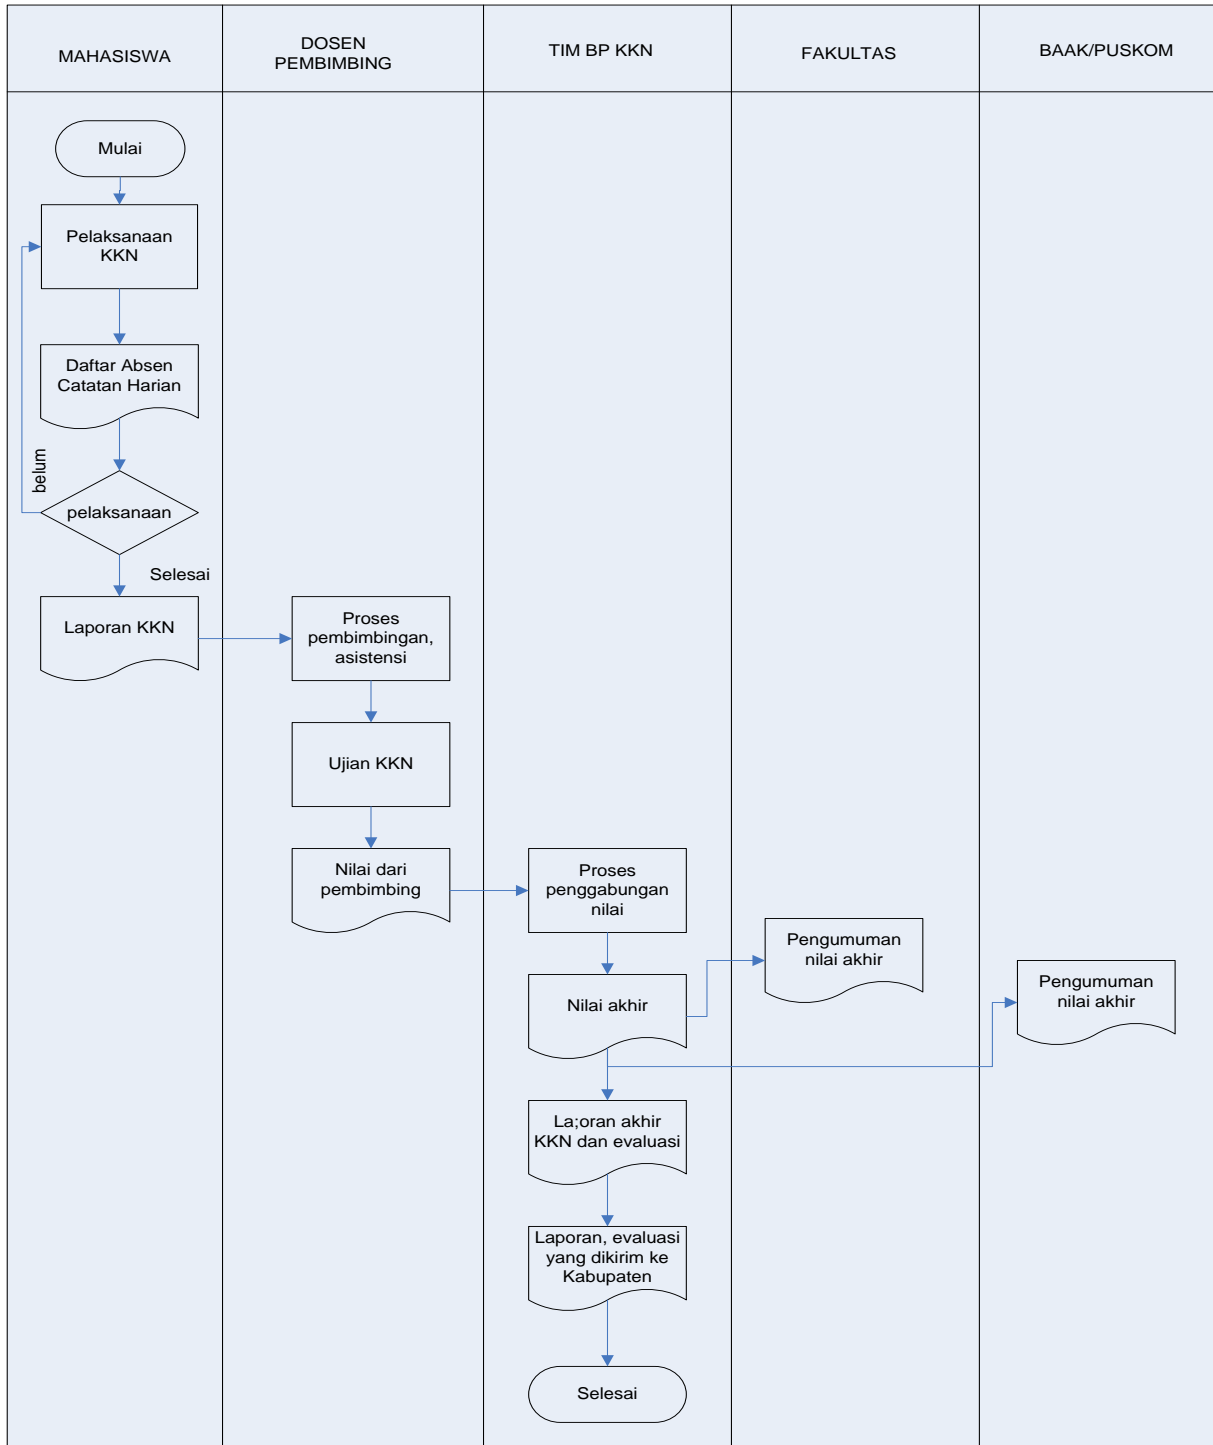 MAHASISWA
DOSEN
PEMBIMBING
TIM BP KKN
FAKULTAS
BAAK/PUSKOM
Mulai
Pelaksanaan
KKN
Daftar Absen
Catatan Harian
belum
pelaksanaan
Selesai
Laporan KKN
Proses
pembimbingan,
asistensi
Ujian KKN
Nilai dari
pembimbing
Proses
penggabungan
nilai
Nilai akhir
Pengumuman
nilai akhir
Pengumuman
nilai akhir
La;oran akhir
KKN dan evaluasi
Laporan, evaluasi
yang dikirim ke
Kabupaten
Selesai